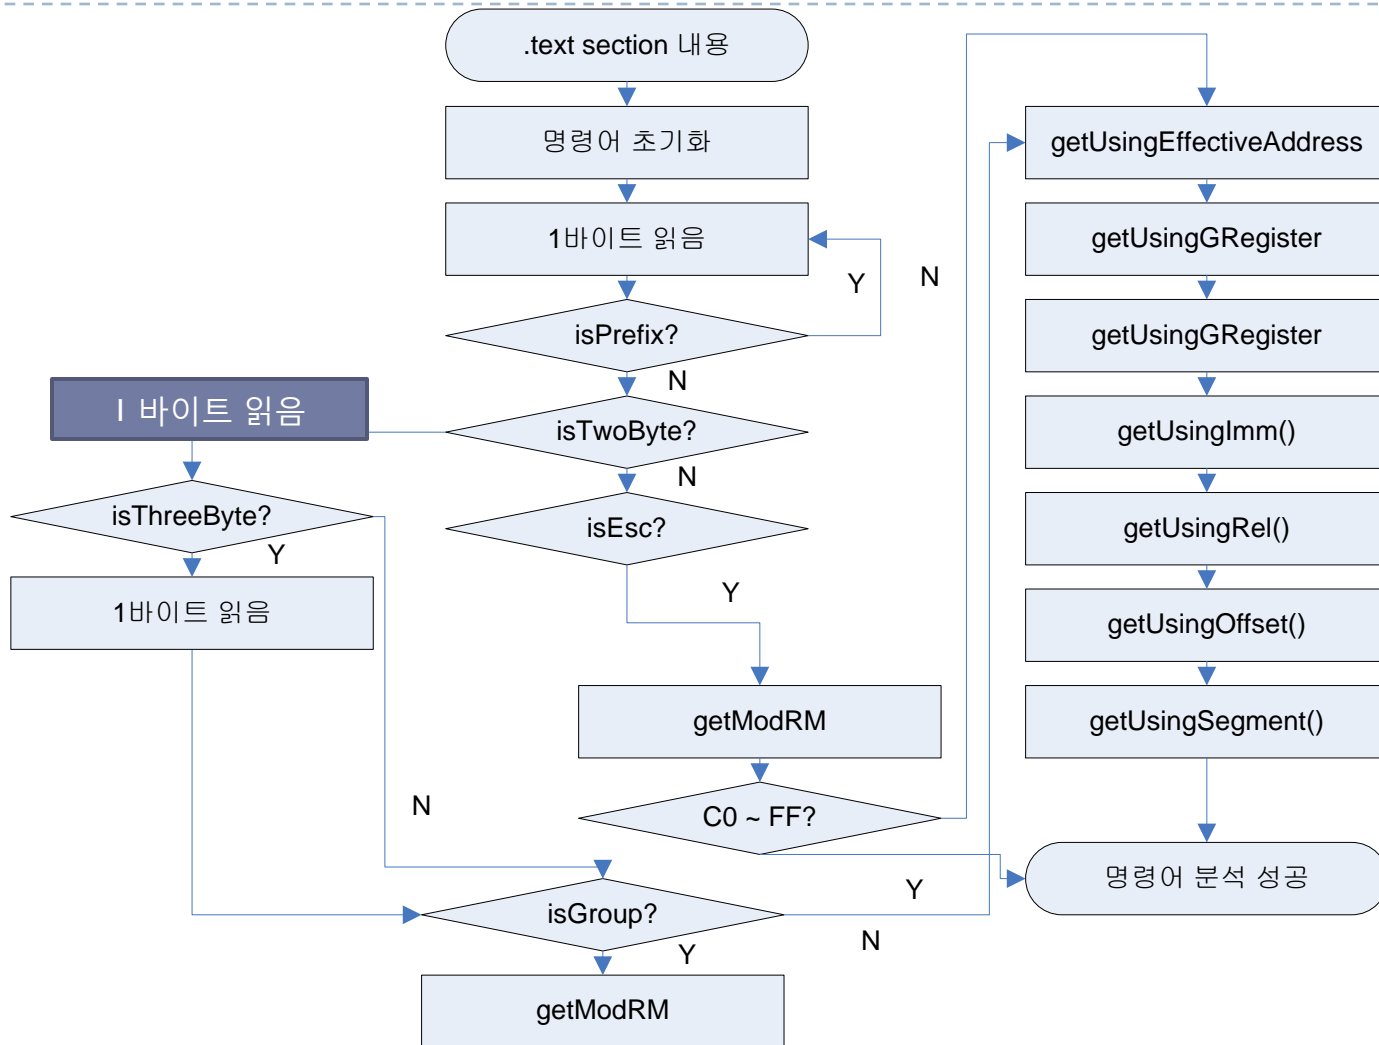 .text section 내용
명령어 초기화
1바이트 읽음
Y
N
isPrefix?
N
1 바이트 읽음
isTwoByte?
N
isThreeByte?
Y
isEsc?
1바이트 읽음
Y
getModRM
C0 ~ FF?
N
isGroup?
Y
N
Y
getModRM
getUsingEffectiveAddress
getUsingGRegister
getUsingGRegister
getUsingImm()
getUsingRel()
getUsingOffset()
getUsingSegment()
명령어 분석 성공